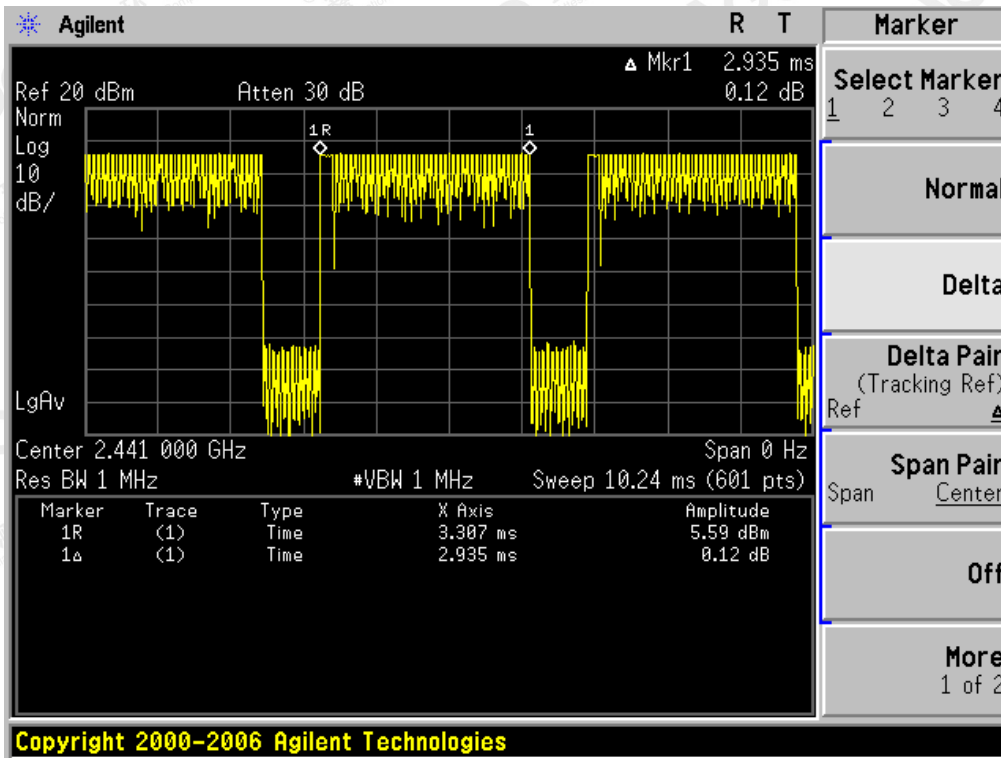 Agilent
R T
Marker
Δ Mkr1 2.935 ms
Ref 20 dBm Atten 30 dB 0.12 dB
Norm
Log
10
dB/
1R
1
LgAv
Center 2.441 000 GHz Span 0 Hz
Res BW 1 MHz #VBW 1 MHz Sweep 10.24 ms (601 pts)
Marker Trace Type X Axis Amplitude
1R (1) Time 3.307 ms 5.59 dBm
1Δ (1) Time 2.935 ms 0.12 dB
Select Marker
1 2 3 4
Normal
Delta
Delta Pair
(Tracking Ref)
Ref Δ
Span Pair
Span Center
Off
More
1 of 2
Copyright 2000-2006 Agilent Technologies